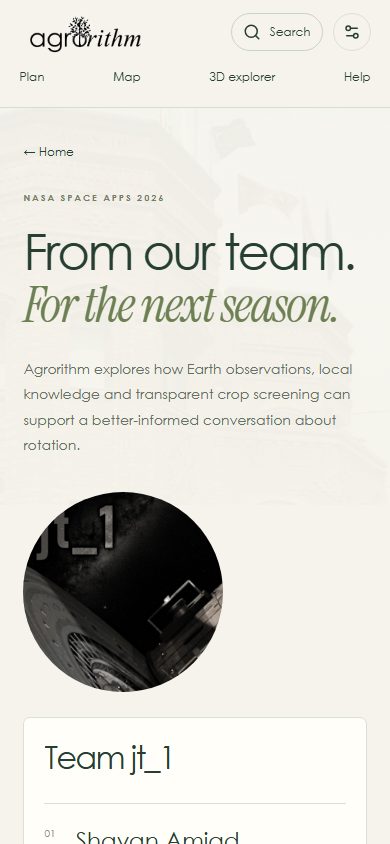 agrorithm
Search
Plan Map 3D explorer Help
← Home
NASA SPACE APPS 2026
From our team.
For the next season.
Agrorithm explores how Earth observations, local
knowledge and transparent crop screening can
support a better-informed conversation about
rotation.
jt_1
Team jt_1
01 Shayan Amjad